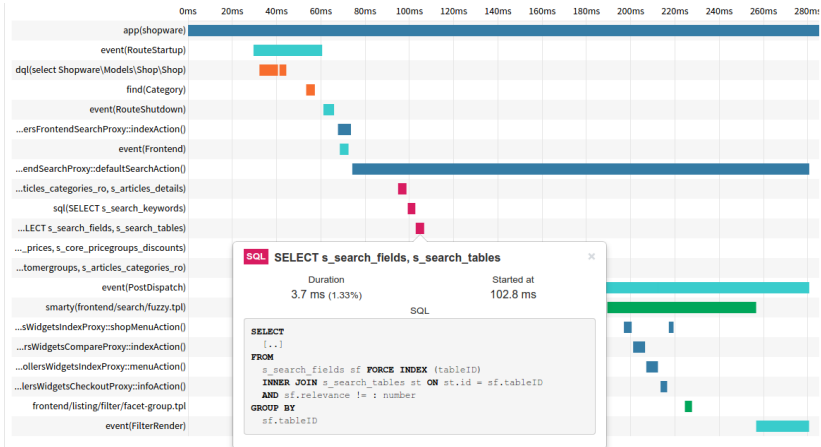 0ms 20ms 40ms 60ms 80ms 100ms 120ms 140ms 160ms 180ms 200ms 220ms 240ms 260ms 280ms
app(shopware)
event(RouteStartup)
dql(select Shopware\Models\Shop\Shop)
find(Category)
event(RouteShutdown)
...ersFrontendSearchProxy::indexAction()
event(Frontend)
...endSearchProxy::defaultSearchAction()
...ticles_categories_ro, s_articles_details)
sql(SELECT s_search_keywords)
...LECT s_search_fields, s_search_tables)
..._prices, s_core_pricegroups_discounts)
...tomergroups, s_articles_categories_ro)
event(PostDispatch)
smarty(frontend/search/fuzzy.tpl)
...sWidgetsIndexProxy::shopMenuAction()
...rsWidgetsCompareProxy::indexAction()
...ollersWidgetsIndexProxy::menuAction()
...lersWidgetsCheckoutProxy::infoAction()
frontend/listing/filter/facet-group.tpl
event(FilterRender)
SQL SELECT s_search_fields, s_search_tables ×
Duration Started at
3.7 ms (1.33%) 102.8 ms
SQL
SELECT
[..]
FROM
s_search_fields sf FORCE INDEX (tableID)
INNER JOIN s_search_tables st ON st.id = sf.tableID
AND sf.relevance != : number
GROUP BY
sf.tableID